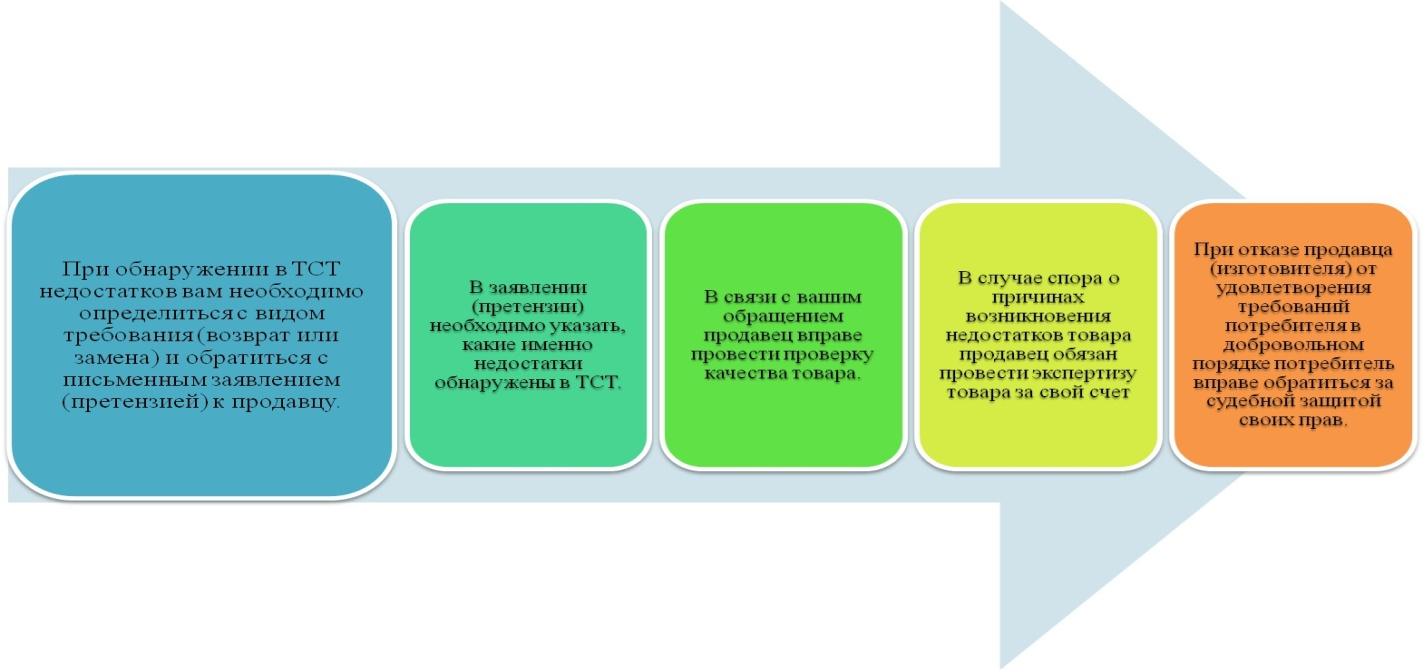 При обнаружении в ТСТ
недостатков вам необходимо
определиться с видом
требования (возврат или
замена) и обратиться с
письменным заявлением
(претензией) к продавцу.
В заявлении
(претензии)
необходимо указать,
какие именно
недостатки
обнаружены в ТСТ.
В связи с вашим
обращением
продавец вправе
провести проверку
качества товара.
В случае спора о
причинах
возникновения
недостатков товара
продавец обязан
провести экспертизу
товара за свой счет
При отказе продавца
(изготовителя) от
удовлетворения
требований
потребителя в
добровольном
порядке потребитель
вправе обратиться за
судебной защитой
своих прав.